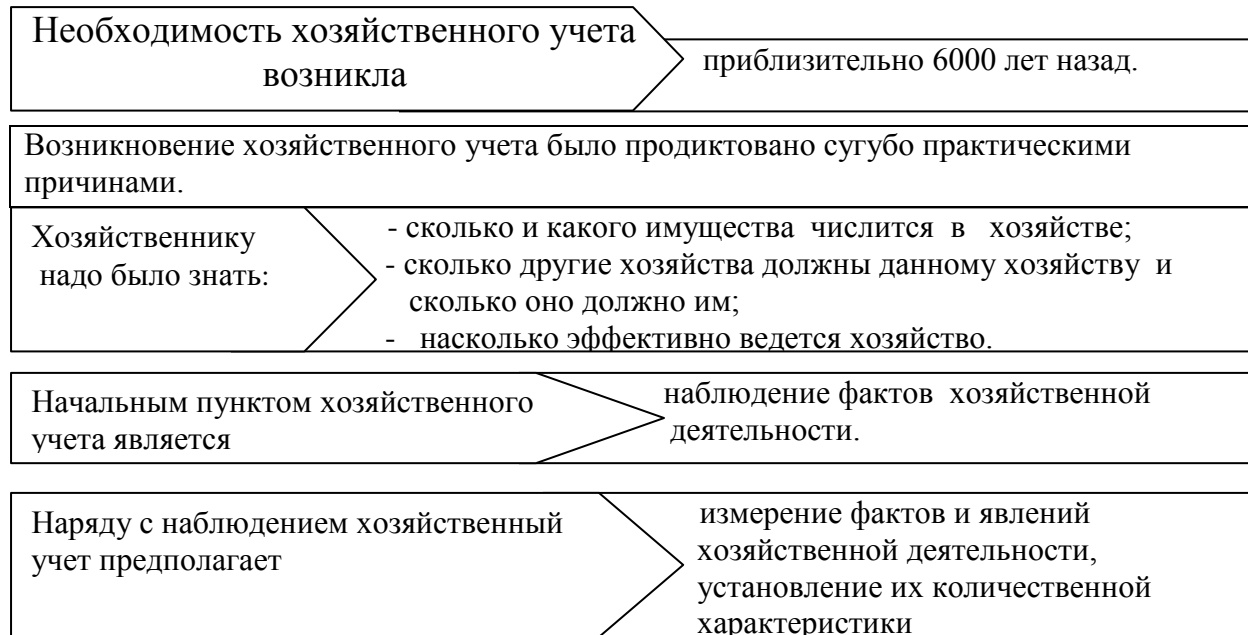 Необходимость хозяйственного учета
возникла
приблизительно 6000 лет назад.
Возникновение хозяйственного учета было продиктовано сугубо практическими
причинами.
Хозяйственнику
надо было знать:
- сколько и какого имущества числится в хозяйстве;
- сколько другие хозяйства должны данному хозяйству и
сколько оно должно им;
- насколько эффективно ведется хозяйство.
Начальным пунктом хозяйственного
учета является
наблюдение фактов хозяйственной
деятельности.
Наряду с наблюдением хозяйственный
учет предполагает
измерение фактов и явлений
хозяйственной деятельности,
установление их количественной
характеристики